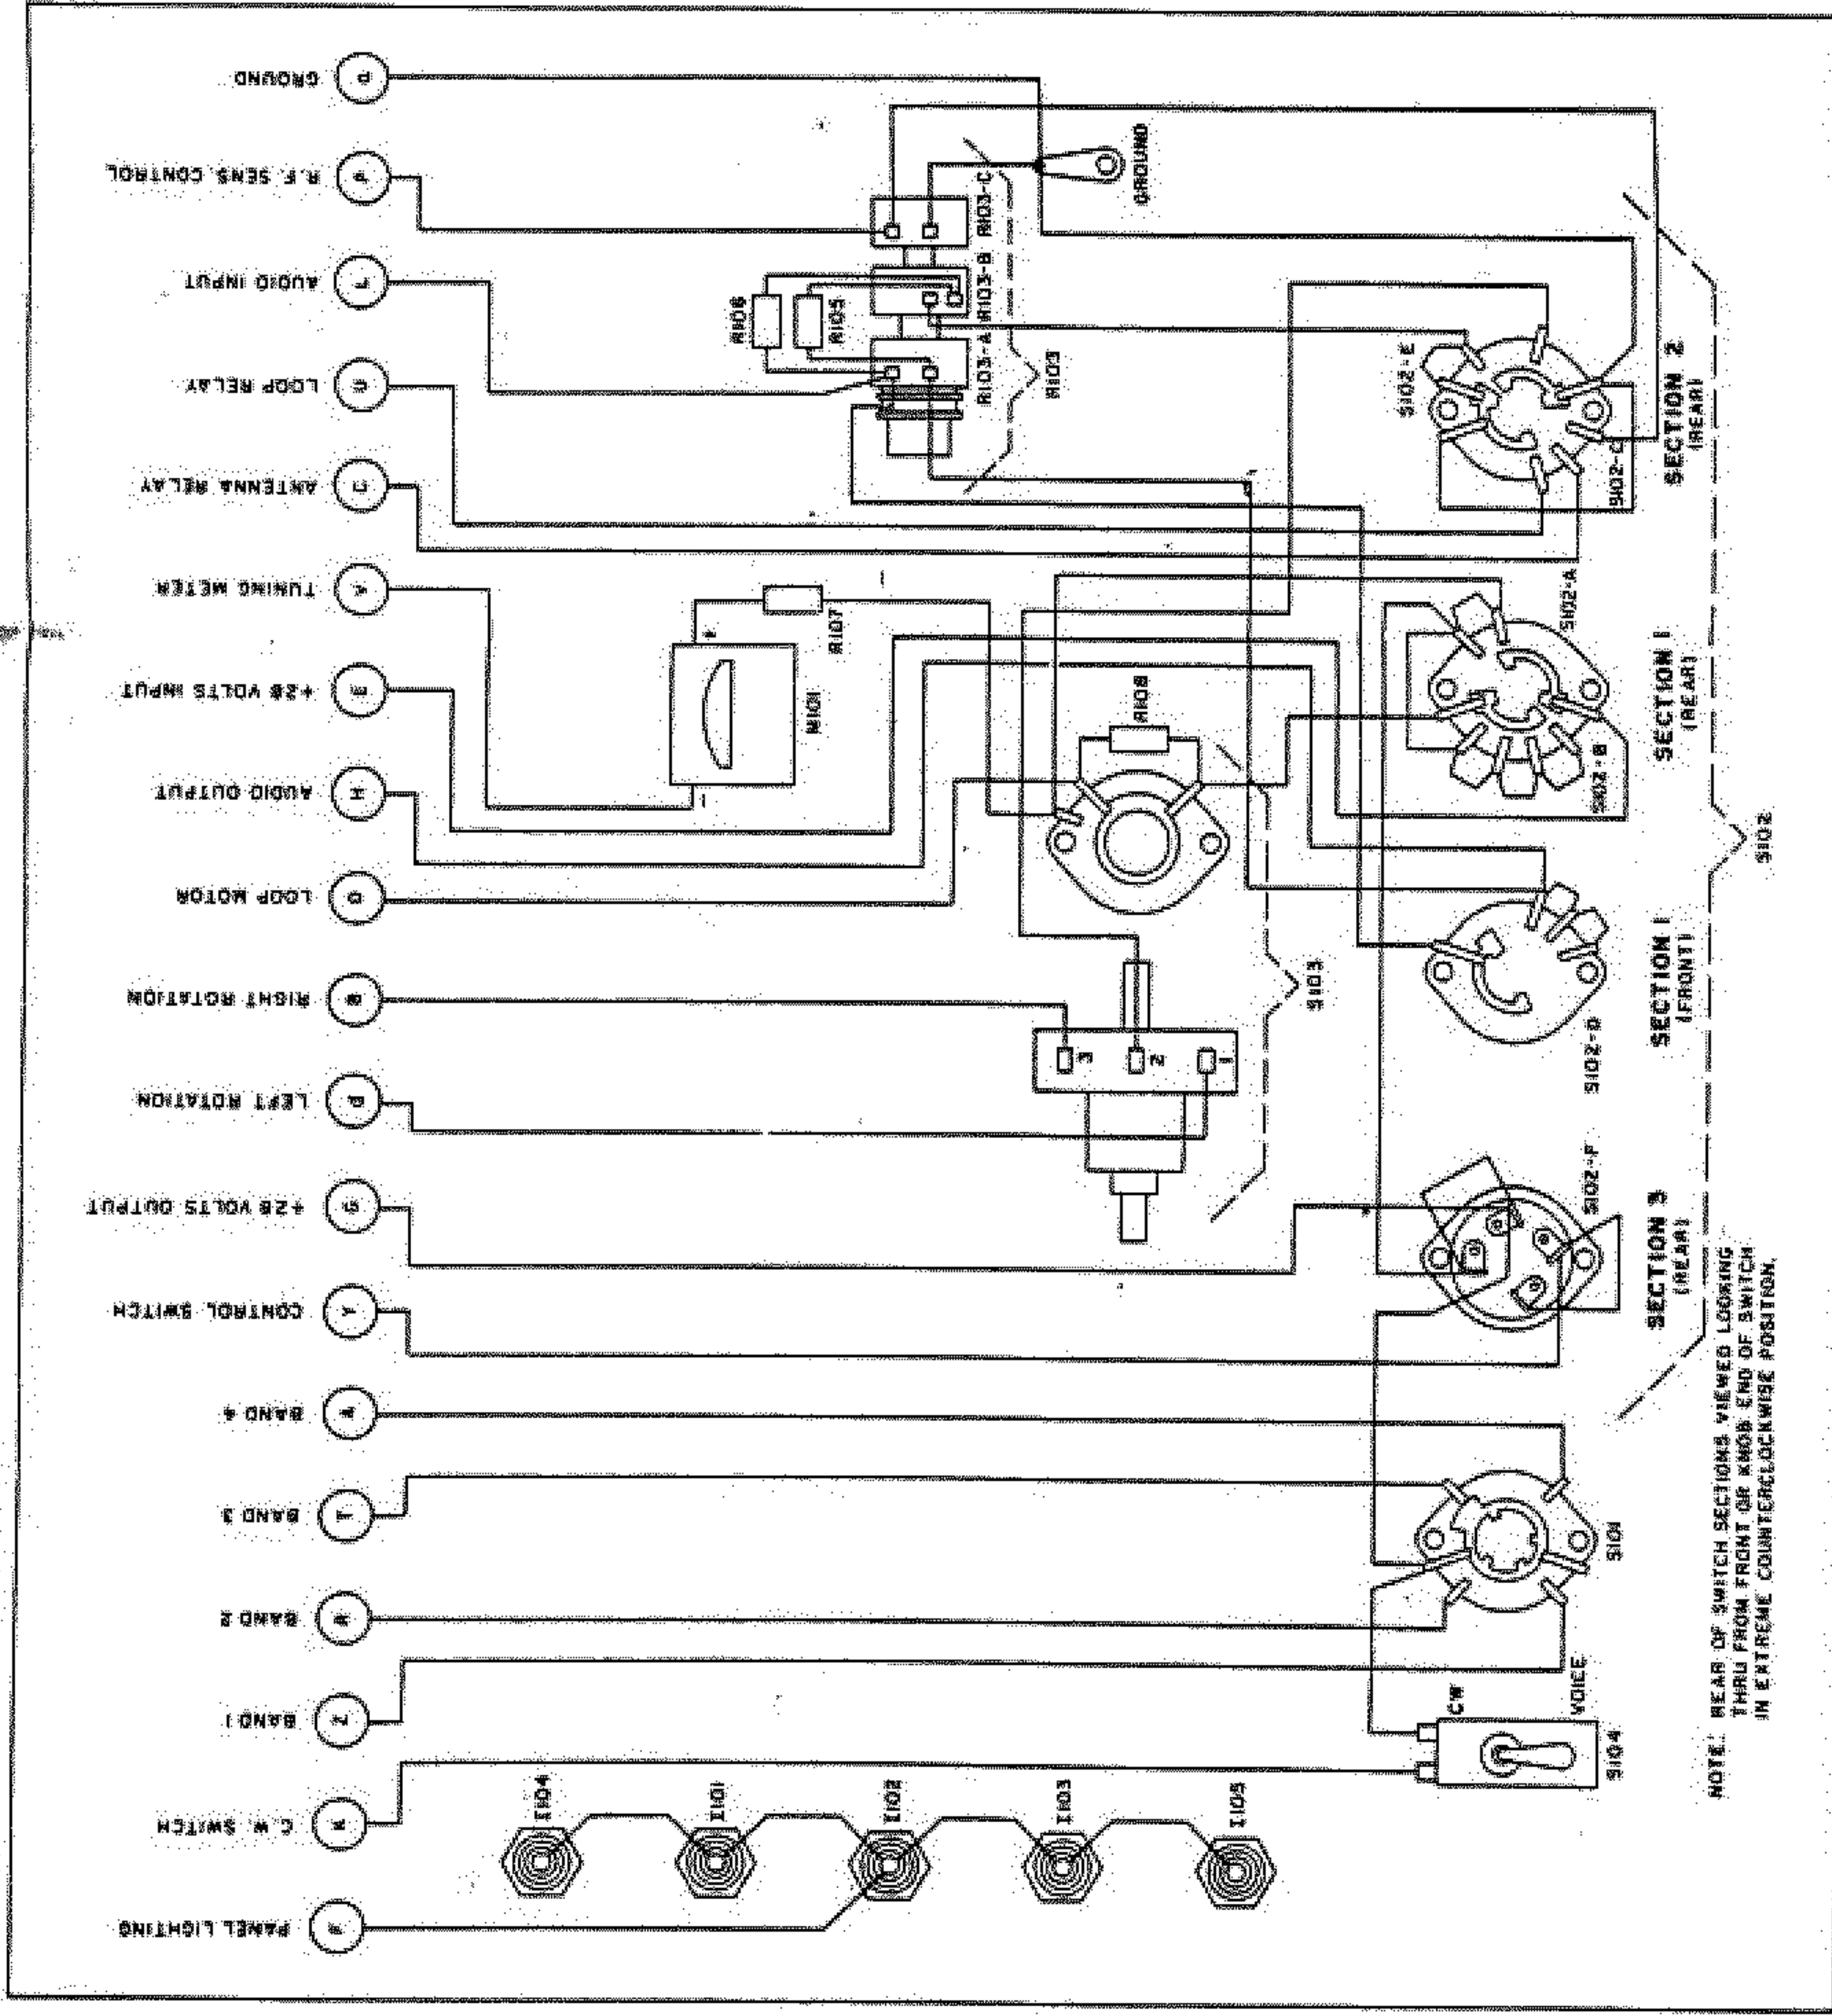 GROUND
R.F. SENS. CONTROL
AUDIO INPUT
LOOP RELAY
ANTENNA RELAY
TUNING METER
+28 VOLTS INPUT
AUDIO OUTPUT
LOOP MOTOR
RIGHT ROTATION
LEFT ROTATION
+28 VOLTS OUTPUT
CONTROL SWITCH
BAND 4
BAND 3
BAND 2
BAND 1
C.W. SWITCH
PANEL LIGHTING
T
Z
K
H
GROUND
R103-A R103-B R103-C
R106
R105
R103
R107
M101
R108
3
2
1
S103
S102-E
S102-C
SECTION 2
(REAR)
S102-A
S102-B
SECTION 1
(REAR)
S102
S102-D
SECTION 1
(FRONT)
S102-F
SECTION 3
(REAR)
S101
CW
VOICE
S104
I104
I101
I102
I103
I105
NOTE: REAR OF SWITCH SECTIONS VIEWED LOOKING
THRU FROM FRONT OR KNOB END OF SWITCH
IN EXTREME COUNTERCLOCKWISE POSITION.